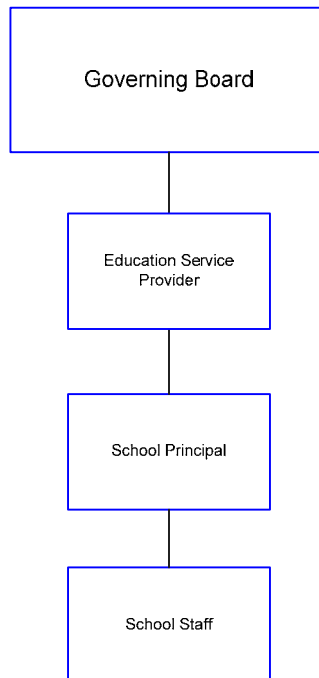 Governing Board
Education Service
Provider
School Principal
School Staff